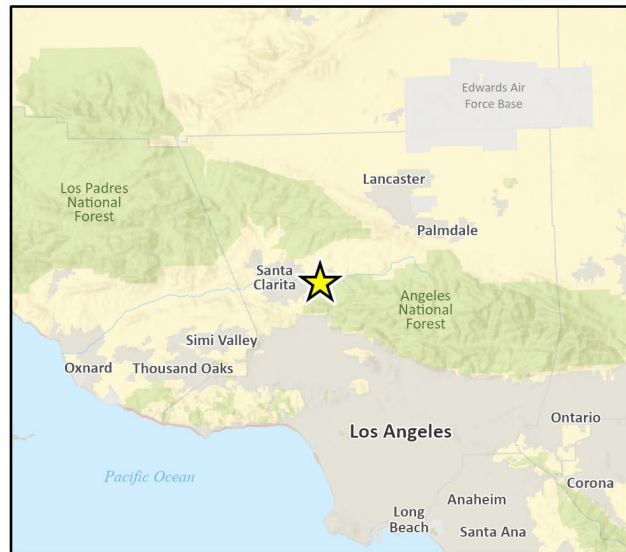 Edwards Air
Force Base
Los Padres
National
Forest
Lancaster
Palmdale
Santa
Clarita
Angeles
National
Forest
Simi Valley
Oxnard
Thousand Oaks
Los Angeles
Ontario
Pacific Ocean
Corona
Long
Beach
Anaheim
Santa Ana